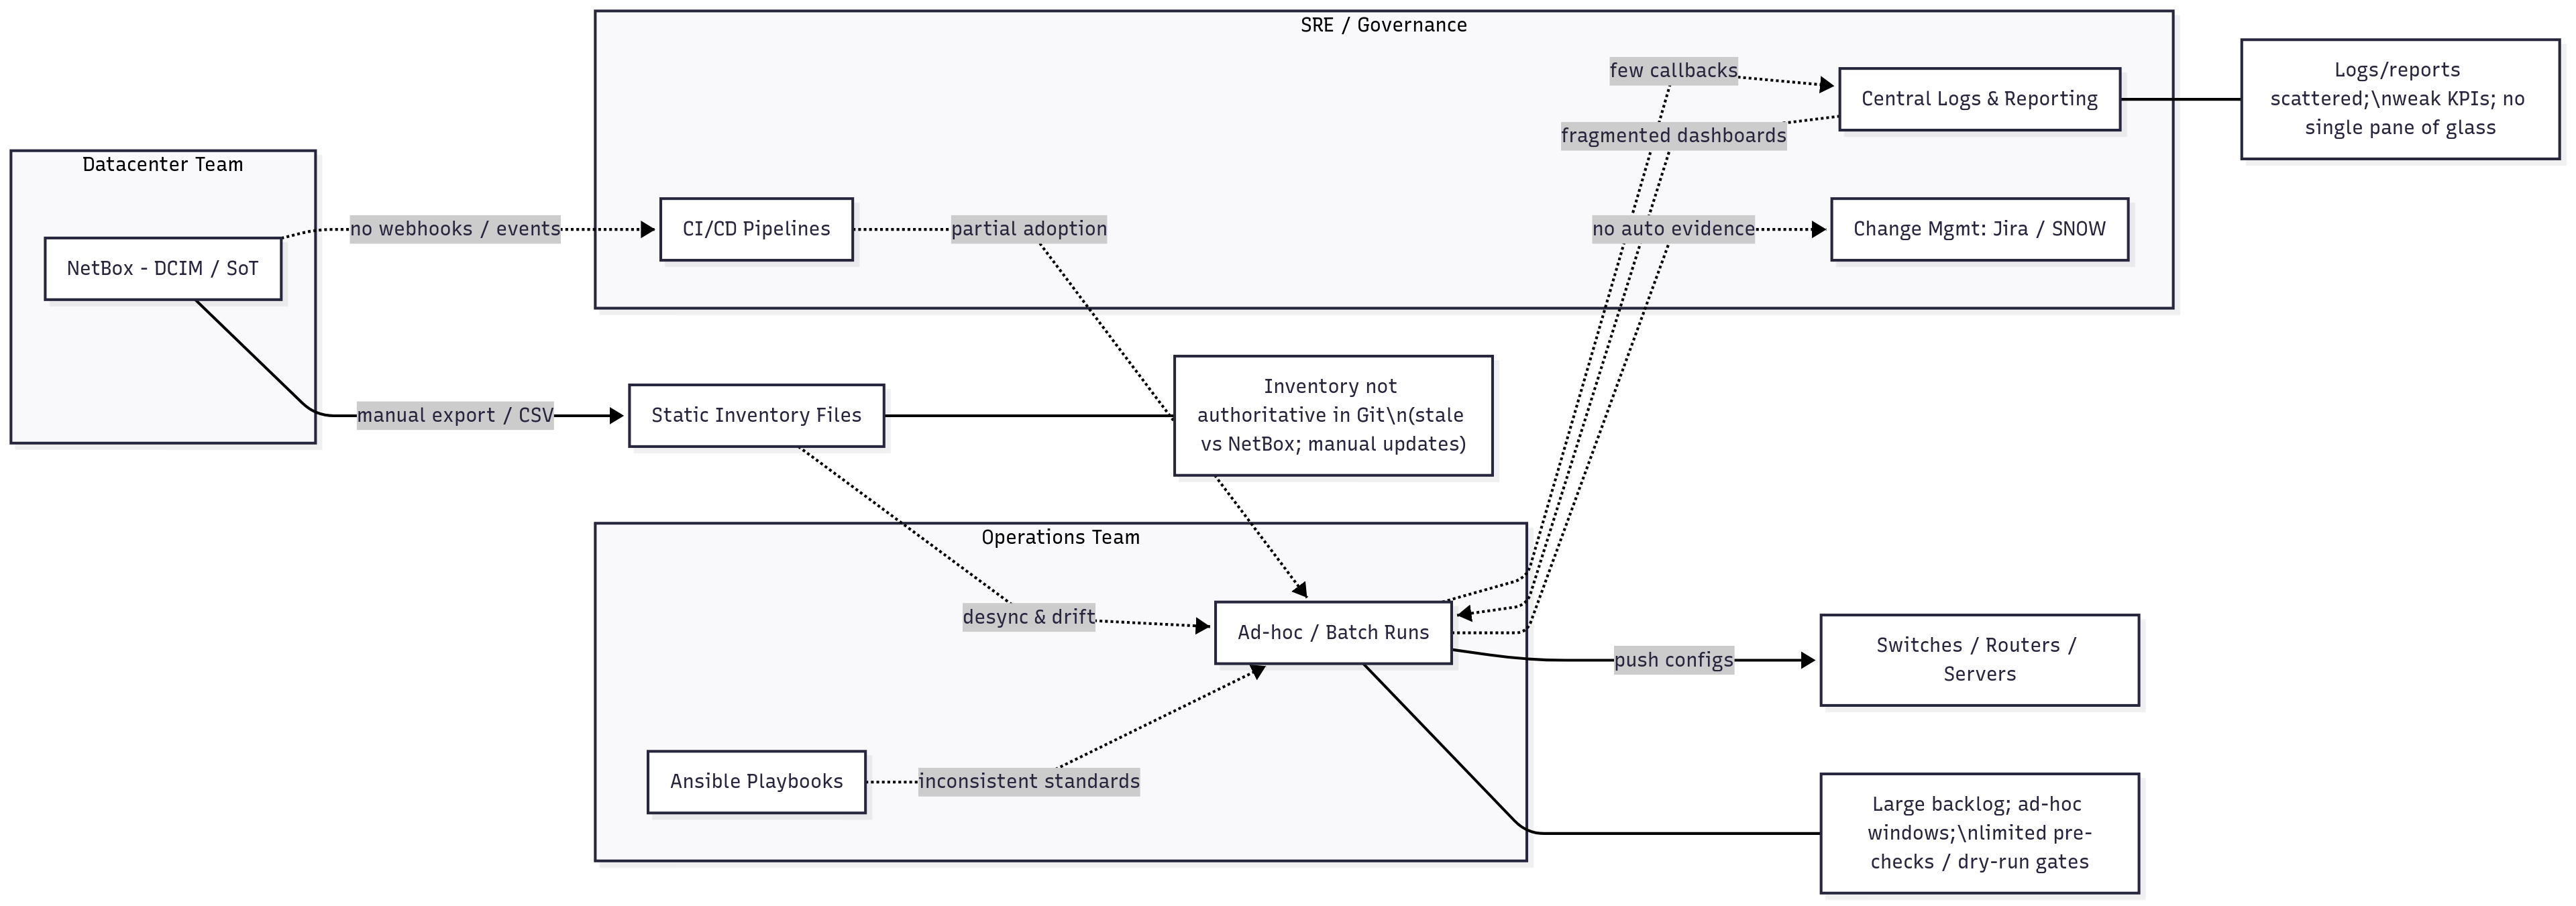 SRE / Governance
few callbacks
Central Logs & Reporting
Logs/reports
scattered;\nweak KPIs; no
single pane of glass
fragmented dashboards
Datacenter Team
NetBox - DCIM / SoT
no webhooks / events
CI/CD Pipelines
partial adoption
no auto evidence
Change Mgmt: Jira / SNOW
manual export / CSV
Static Inventory Files
Inventory not
authoritative in Git\n(stale
vs NetBox; manual updates)
Operations Team
desync & drift
Ad-hoc / Batch Runs
push configs
Switches / Routers /
Servers
Ansible Playbooks
inconsistent standards
Large backlog; ad-hoc
windows;\nlimited pre-
checks / dry-run gates